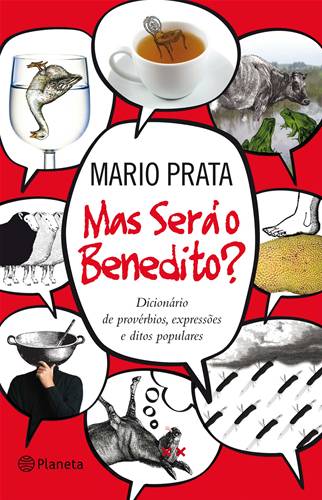 MARIO PRATA
Mas Será o
Benedito?
Dicionário
de provérbios, expressões
e ditos populares
Planeta